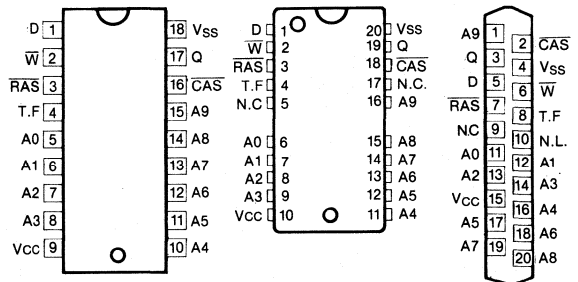 D 1 18 VSS
W 2 17 Q
RAS 3 16 CAS
T.F 4 15 A9
A0 5 14 A8
A1 6 13 A7
A2 7 12 A6
A3 8 11 A5
VCC 9 10 A4
D 1 20 VSS
W 2 19 Q
RAS 3 18 CAS
T.F 4 17 N.C.
N.C 5 16 A9
A0 6 15 A8
A1 7 14 A7
A2 8 13 A6
A3 9 12 A5
VCC 10 11 A4
A9 1
2 CAS
Q 3
4 VSS
D 5
6 W
RAS 7
8 T.F
NC 9
10 N.L.
A0 11
12 A1
A2 13
14 A3
VCC 15
16 A4
A5 17
18 A6
A7 19
20 A8